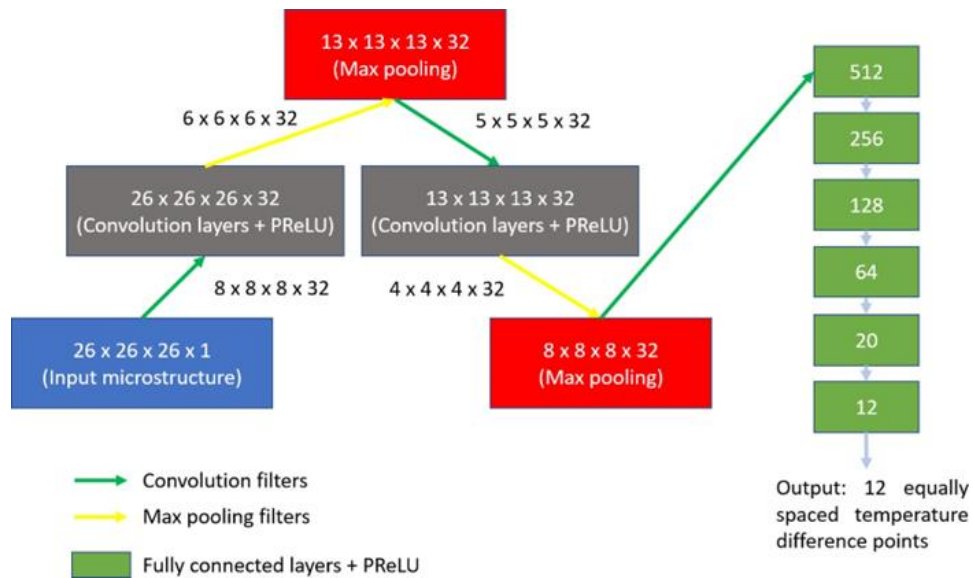 13 x 13 x 13 x 32
(Max pooling)
6 x 6 x 6 x 32
5 x 5 x 5 x 32
26 x 26 x 26 x 32
(Convolution layers + PReLU)
13 x 13 x 13 x 32
(Convolution layers + PReLU)
8 x 8 x 8 x 32
4 x 4 x 4 x 32
26 x 26 x 26 x 1
(Input microstructure)
8 x 8 x 8 x 32
(Max pooling)
512
256
128
64
20
12
Output: 12 equally
spaced temperature
difference points
Convolution filters
Max pooling filters
Fully connected layers + PReLU